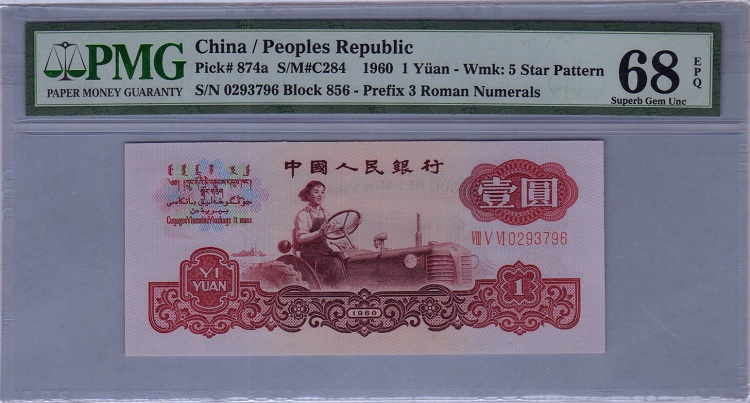 PMG
PAPER MONEY GUARANTY
China / Peoples Republic
Pick# 874a S/M#C284 1960 1 Yüan - Wmk: 5 Star Pattern
S/N 0293796 Block 856 - Prefix 3 Roman Numerals
68
EPQ
Superb Gem Unc
中國人民銀行
壹圓
VIII V VI 0293796
YI
YUAN
1
1960